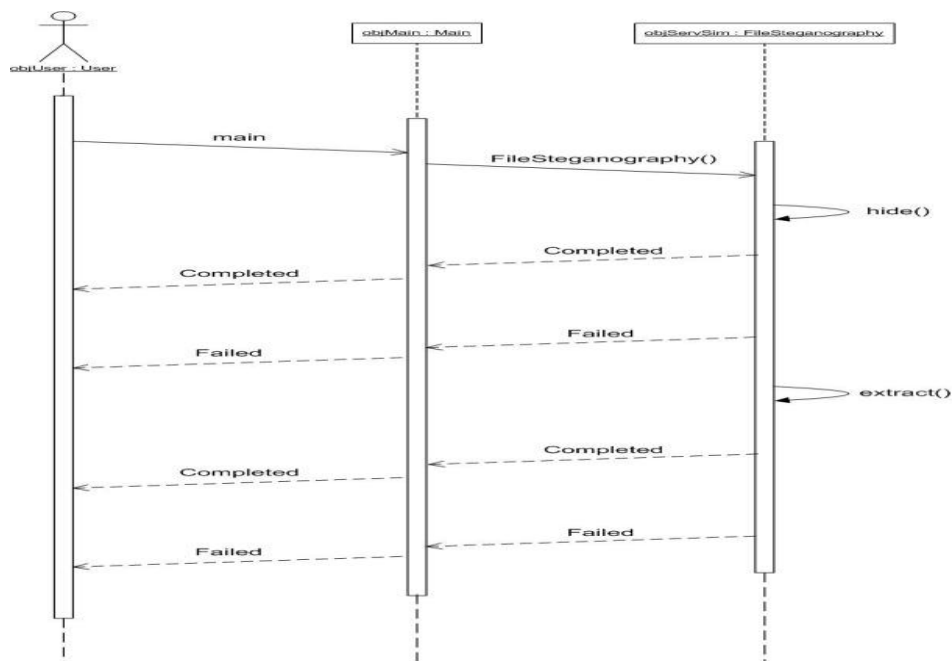 objMain : Main
objServSim : FileSteganography
objUser : User
main
FileSteganography()
hide()
Completed
Completed
Failed
Failed
extract()
Completed
Completed
Failed
Failed